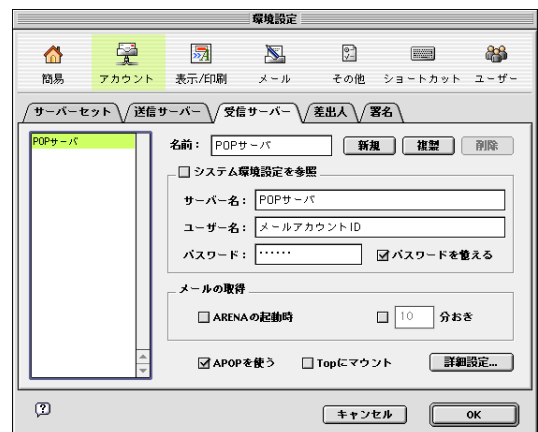 環境設定
簡易 アカウント 表示/印刷 メール その他 ショートカット ユーザー
サーバーセット 送信サーバー 受信サーバー 差出人 署名
POPサーバ
名前： POPサーバ 新規 複製 削除
システム環境設定を参照
サーバー名： POPサーバ
ユーザー名： メールアカウントID
パスワード： ••••••  パスワードを憶える
メールの取得
ARENAの起動時 10 分おき
APOPを使う Topにマウント 詳細設定...
? キャンセル OK